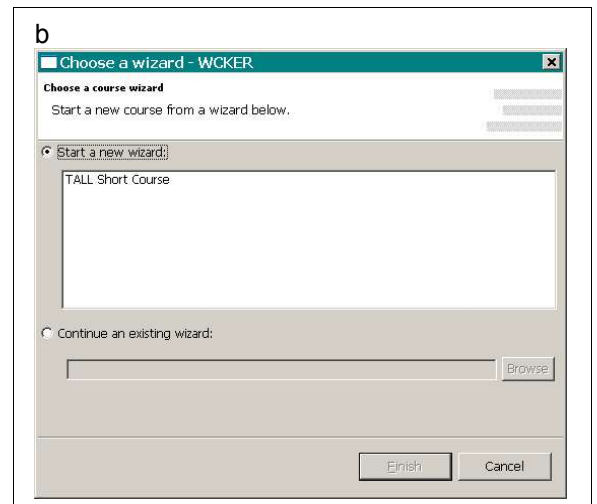 b
Choose a wizard - WCKER
Choose a course wizard
Start a new course from a wizard below.
Start a new wizard:
TALL Short Course
Continue an existing wizard:
Browse
Finish
Cancel